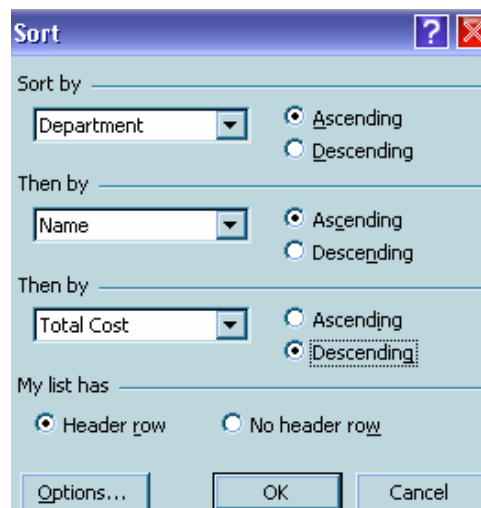 Sort ?
Sort by
Department Ascending
Descending
Then by
Name Ascending
Descending
Then by
Total Cost Ascending
Descending
My list has
Header row No header row
Options... OK Cancel